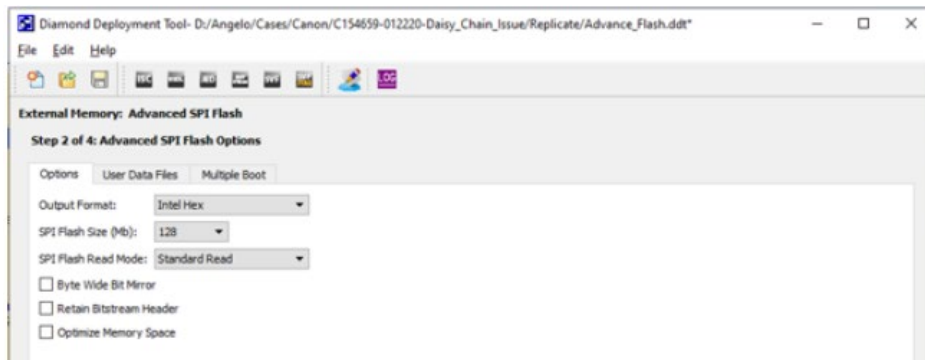 Diamond Deployment Tool- D:/Angelo/Cases/Canon/C154659-012220-Daisy_Chain_Issue/Replicate/Advance_Flash.ddt*
File Edit Help
LOG
External Memory: Advanced SPI Flash
Step 2 of 4: Advanced SPI Flash Options
Options User Data Files Multiple Boot
Output Format: Intel Hex
SPI Flash Size (Mb): 128
SPI Flash Read Mode: Standard Read
Byte Wide Bit Mirror
Retain Bitstream Header
Optimize Memory Space